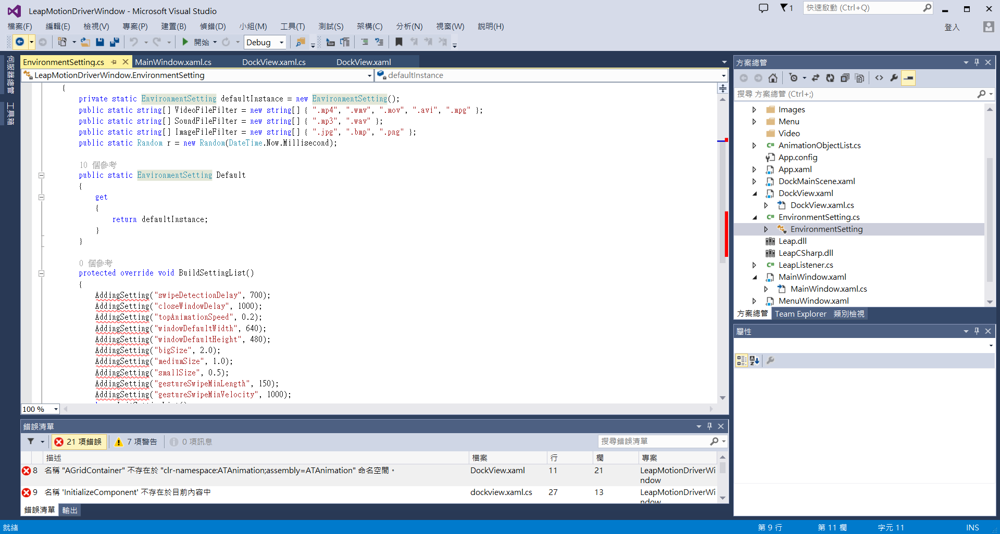 LeapMotionDriverWindow - Microsoft Visual Studio
1
快速啟動 (Ctrl+Q)
檔案(F) 編輯(E) 檢視(V) 專案(P) 建置(B) 偵錯(D) 小組(M) 工具(T) 測試(S) 架構(C) 分析(N) 視窗(W) 說明(H)
登入
開始 Debug
伺服器總管
工具箱
EnvironmentSetting.cs MainWindow.xaml.cs DockView.xaml.cs DockView.xaml
LeapMotionDriverWindow.EnvironmentSetting defaultInstance
{
private static EnvironmentSetting defaultInstance = new EnvironmentSetting();
public static string[] VideoFileFilter = new string[] { ".mp4", ".wmv", ".mov", ".avi", ".mpg" };
public static string[] SoundFileFilter = new string[] { ".mp3", ".wav" };
public static string[] ImageFileFilter = new string[] { ".jpg", ".bmp", ".png" };
public static Random r = new Random(DateTime.Now.Millisecond);
10 個參考
public static EnvironmentSetting Default
{
get
{
return defaultInstance;
}
}
0 個參考
protected override void BuildSettingList()
{
AddingSetting("swipeDetectionDelay", 700);
AddingSetting("closeWindowDelay", 1000);
AddingSetting("topAnimationSpeed", 0.2);
AddingSetting("windowDefaultWidth", 640);
AddingSetting("windowDefaultHeight", 480);
AddingSetting("bigSize", 2.0);
AddingSetting("mediumSize", 1.0);
AddingSetting("smallSize", 0.5);
AddingSetting("gestureSwipeMinLength", 150);
AddingSetting("gestureSwipeMinVelocity", 1000);
100 %
錯誤清單
21 項錯誤 7 項警告 0 項訊息
搜尋錯誤清單
描述 檔案 行 欄 專案
8 名稱 "AGridContainer" 不存在於 "clr-namespace:ATAnimation;assembly=ATAnimation" 命名空間。 DockView.xaml 11 21 LeapMotionDriverWi
ndow
9 名稱 'InitializeComponent' 不存在於目前內容中 dockview.xaml.cs 27 13 LeapMotionDriverWi
ndow
錯誤清單 輸出
方案總管
搜尋 方案總管 (Ctrl+;)
Images
Menu
Video
AnimationObjectList.cs
App.config
App.xaml
DockMainScene.xaml
DockView.xaml
DockView.xaml.cs
C# EnvironmentSetting.cs
EnvironmentSetting
Leap.dll
LeapCSharp.dll
LeapListener.cs
MainWindow.xaml
MainWindow.xaml.cs
MenuWindow.xaml
方案總管 Team Explorer 類別檢視
屬性
就緒 第 9 行 第 11 欄 字元 11 INS